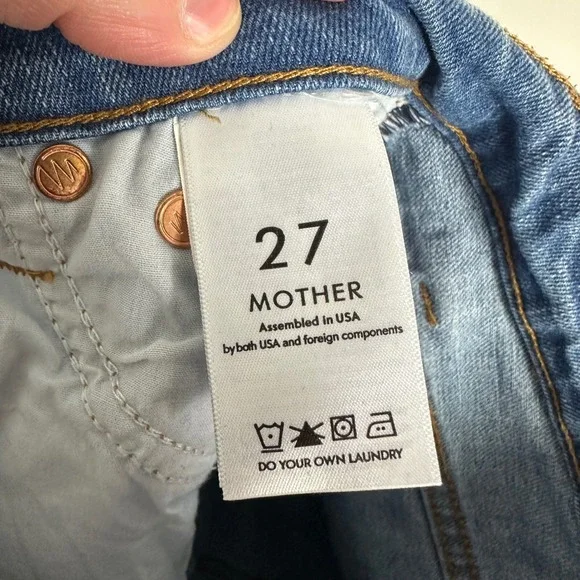 27
MOTHER
Assembled in USA
by both USA and foreign components
DO YOUR OWN LAUNDRY